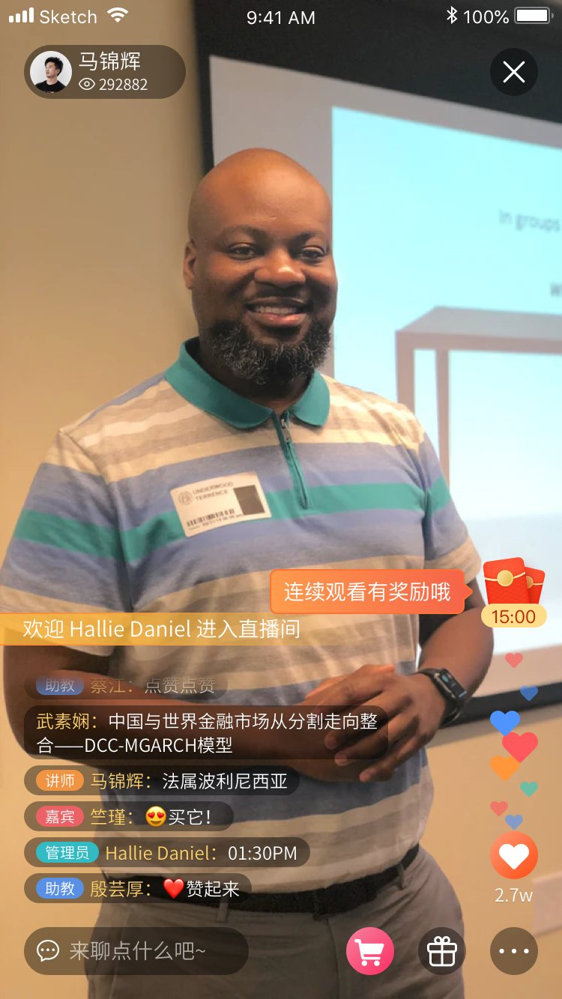 Sketch 9:41 AM 100%
马锦辉
292882
In groups
UNDERWOOD
TERRENCE
连续观看有奖励哦
15:00
欢迎 Hallie Daniel 进入直播间
助教 蔡江：点赞点赞
武素娴：中国与世界金融市场从分割走向整
合——DCC-MGARCH模型
讲师 马锦辉：法属波利尼西亚
嘉宾 竺瑾：😍买它！
管理员 Hallie Daniel：01:30PM
助教 殷芸厚：❤️赞起来
2.7w
来聊点什么吧~